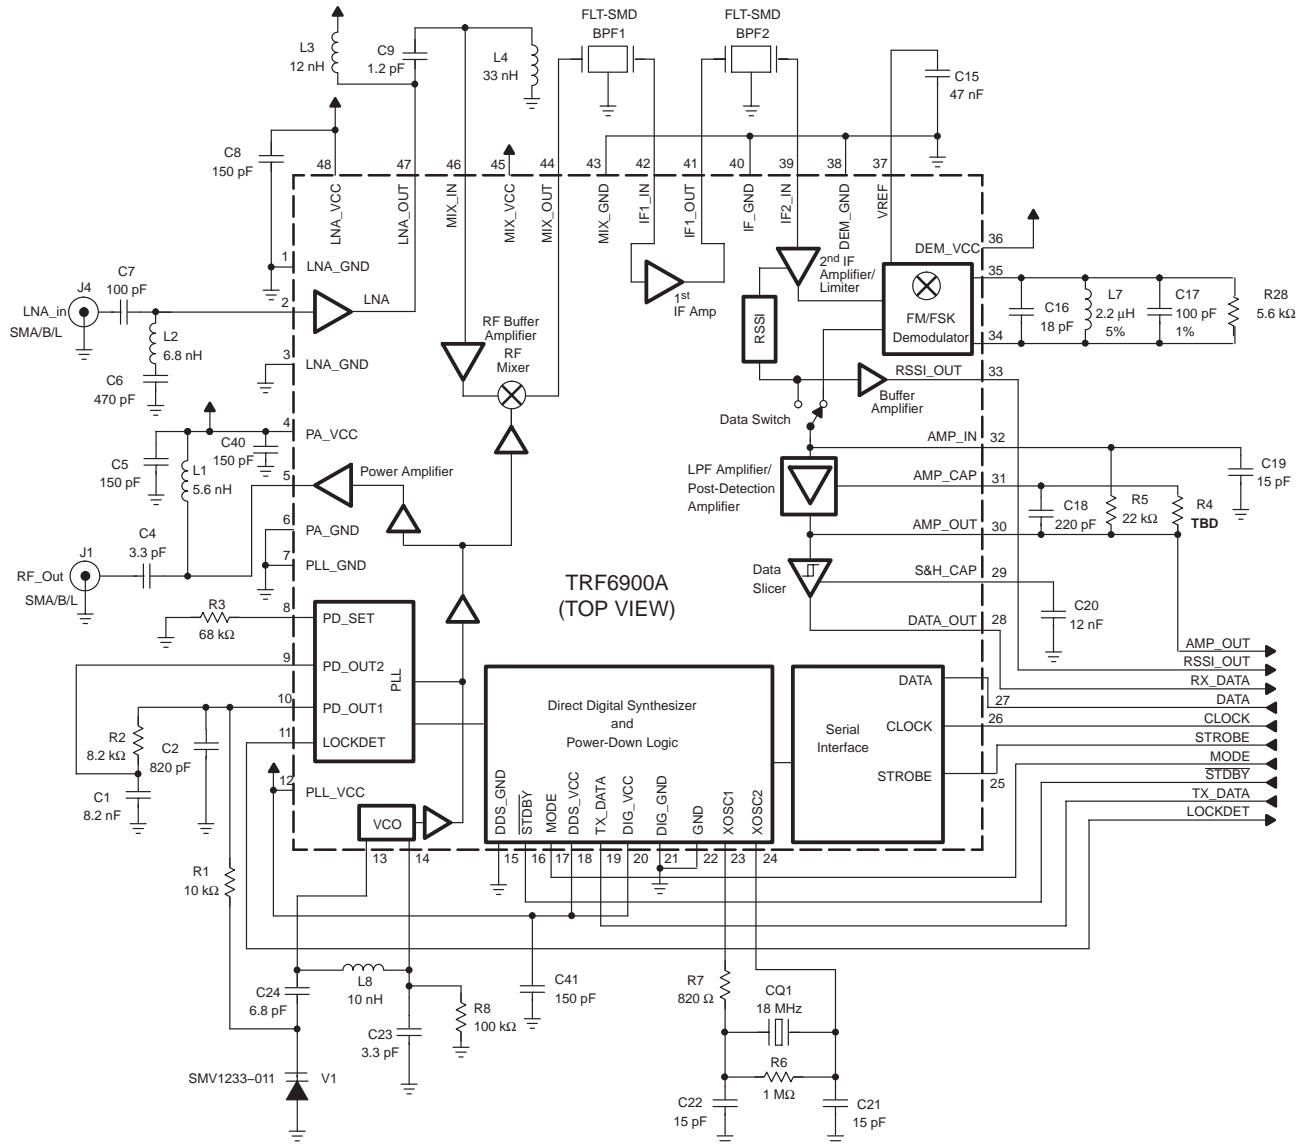 FLT-SMD
BPF1
FLT-SMD
BPF2
L3
12 nH
C9
1.2 pF
L4
33 nH
C15
47 nF
C8
150 pF
48
47
46
45
44
43
42
41
40
39
38
37
LNA_VCC
LNA_OUT
MIX_IN
MIX_VCC
MIX_OUT
MIX_GND
IF1_IN
IF1_OUT
IF_GND
IF2_IN
DEM_GND
VREF
36
DEM_VCC
1
LNA_GND
C7
100 pF
J4
LNA_in
SMA/B/L
2
LNA
L2
6.8 nH
C6
470 pF
3
LNA_GND
RF Buffer
Amplifier
RF
Mixer
1st
IF Amp
2nd IF
Amplifier/
Limiter
RSSI
FM/FSK
Demodulator
35
34
C16
18 pF
L7
2.2 µH
5%
C17
100 pF
1%
R28
5.6 kΩ
33
RSSI_OUT
Buffer
Amplifier
Data Switch
4
PA_VCC
C5
150 pF
L1
5.6 nH
C40
150 pF
5
Power Amplifier
32
AMP_IN
C19
15 pF
LPF Amplifier/
Post-Detection
Amplifier
31
AMP_CAP
C18
220 pF
R5
22 kΩ
R4
TBD
30
AMP_OUT
6
PA_GND
7
PLL_GND
C4
3.3 pF
J1
RF_Out
SMA/B/L
TRF6900A
(TOP VIEW)
Data
Slicer
29
S&H_CAP
C20
12 nF
28
DATA_OUT
R3
68 kΩ
8
PD_SET
9
PD_OUT2
10
PD_OUT1
11
LOCKDET
PLL
R2
8.2 kΩ
C2
820 pF
C1
8.2 nF
12
PLL_VCC
VCO
13
14
Direct Digital Synthesizer
and
Power-Down Logic
DDS_GND
STDBY
MODE
DDS_VCC
TX_DATA
DIG_VCC
DIG_GND
GND
XOSC1
XOSC2
15
16
17
18
19
20
21
22
23
24
Serial
Interface
DATA
CLOCK
STROBE
27
26
25
AMP_OUT
RSSI_OUT
RX_DATA
DATA
CLOCK
STROBE
MODE
STDBY
TX_DATA
LOCKDET
R1
10 kΩ
C24
6.8 pF
L8
10 nH
C23
3.3 pF
R8
100 kΩ
C41
150 pF
R7
820 Ω
CQ1
18 MHz
R6
1 MΩ
C22
15 pF
C21
15 pF
SMV1233–011
V1